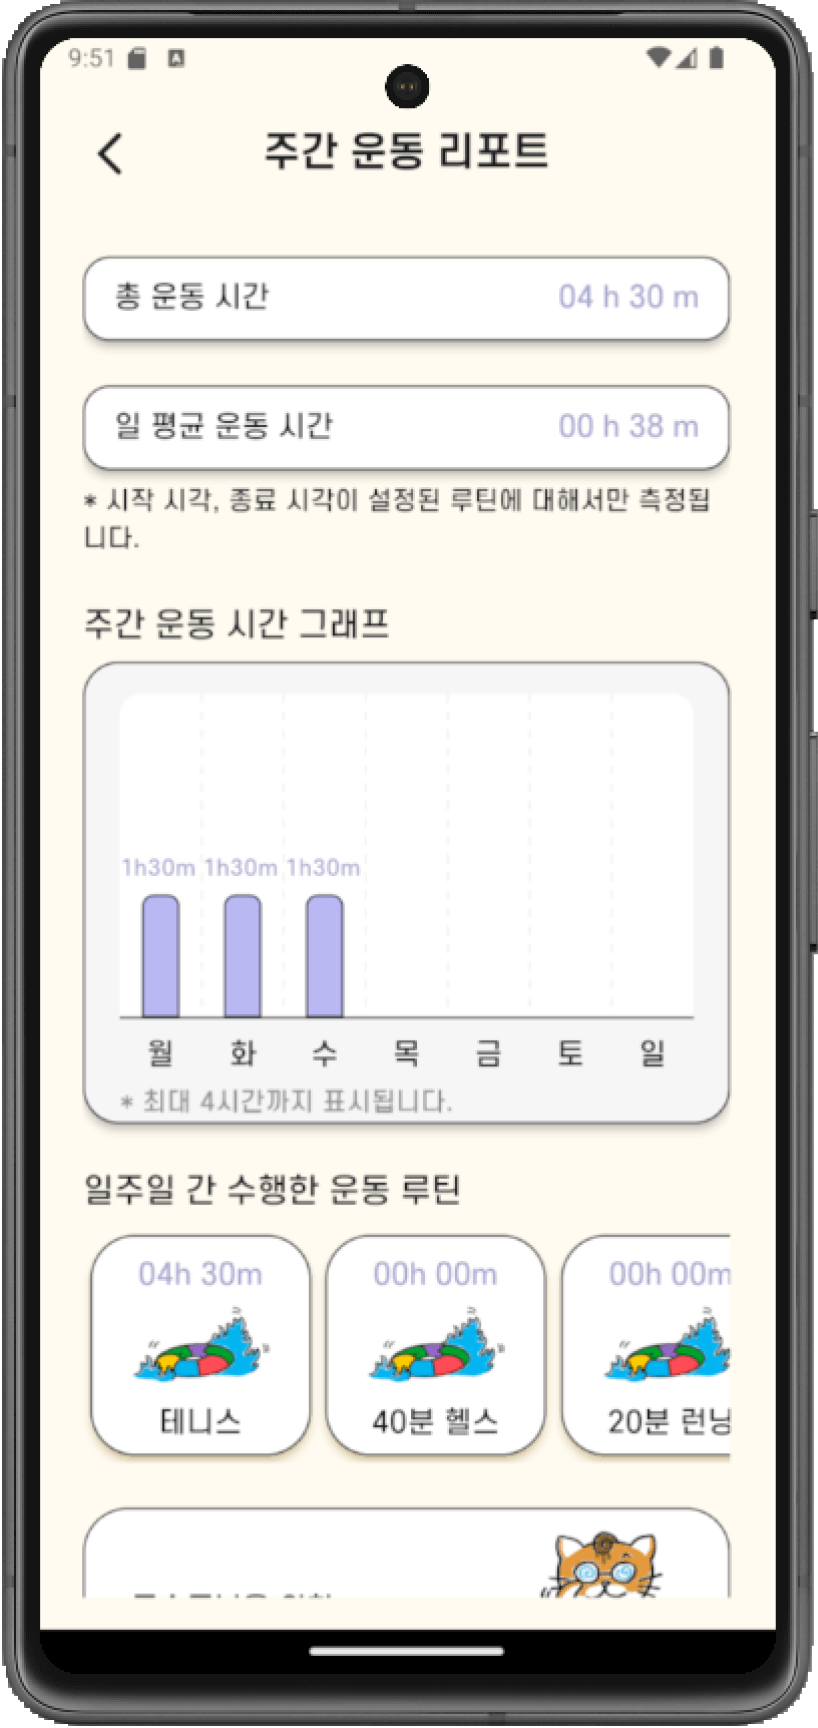 9:51
주간 운동 리포트
총 운동 시간 04 h 30 m
일 평균 운동 시간 00 h 38 m
* 시작 시각, 종료 시각이 설정된 루틴에 대해서만 측정됩
니다.
주간 운동 시간 그래프
1h30m 1h30m 1h30m
월 화 수 목 금 토 일
* 최대 4시간까지 표시됩니다.
일주일 간 수행한 운동 루틴
04h 30m 00h 00m 00h 00m
테니스 40분 헬스 20분 런닝